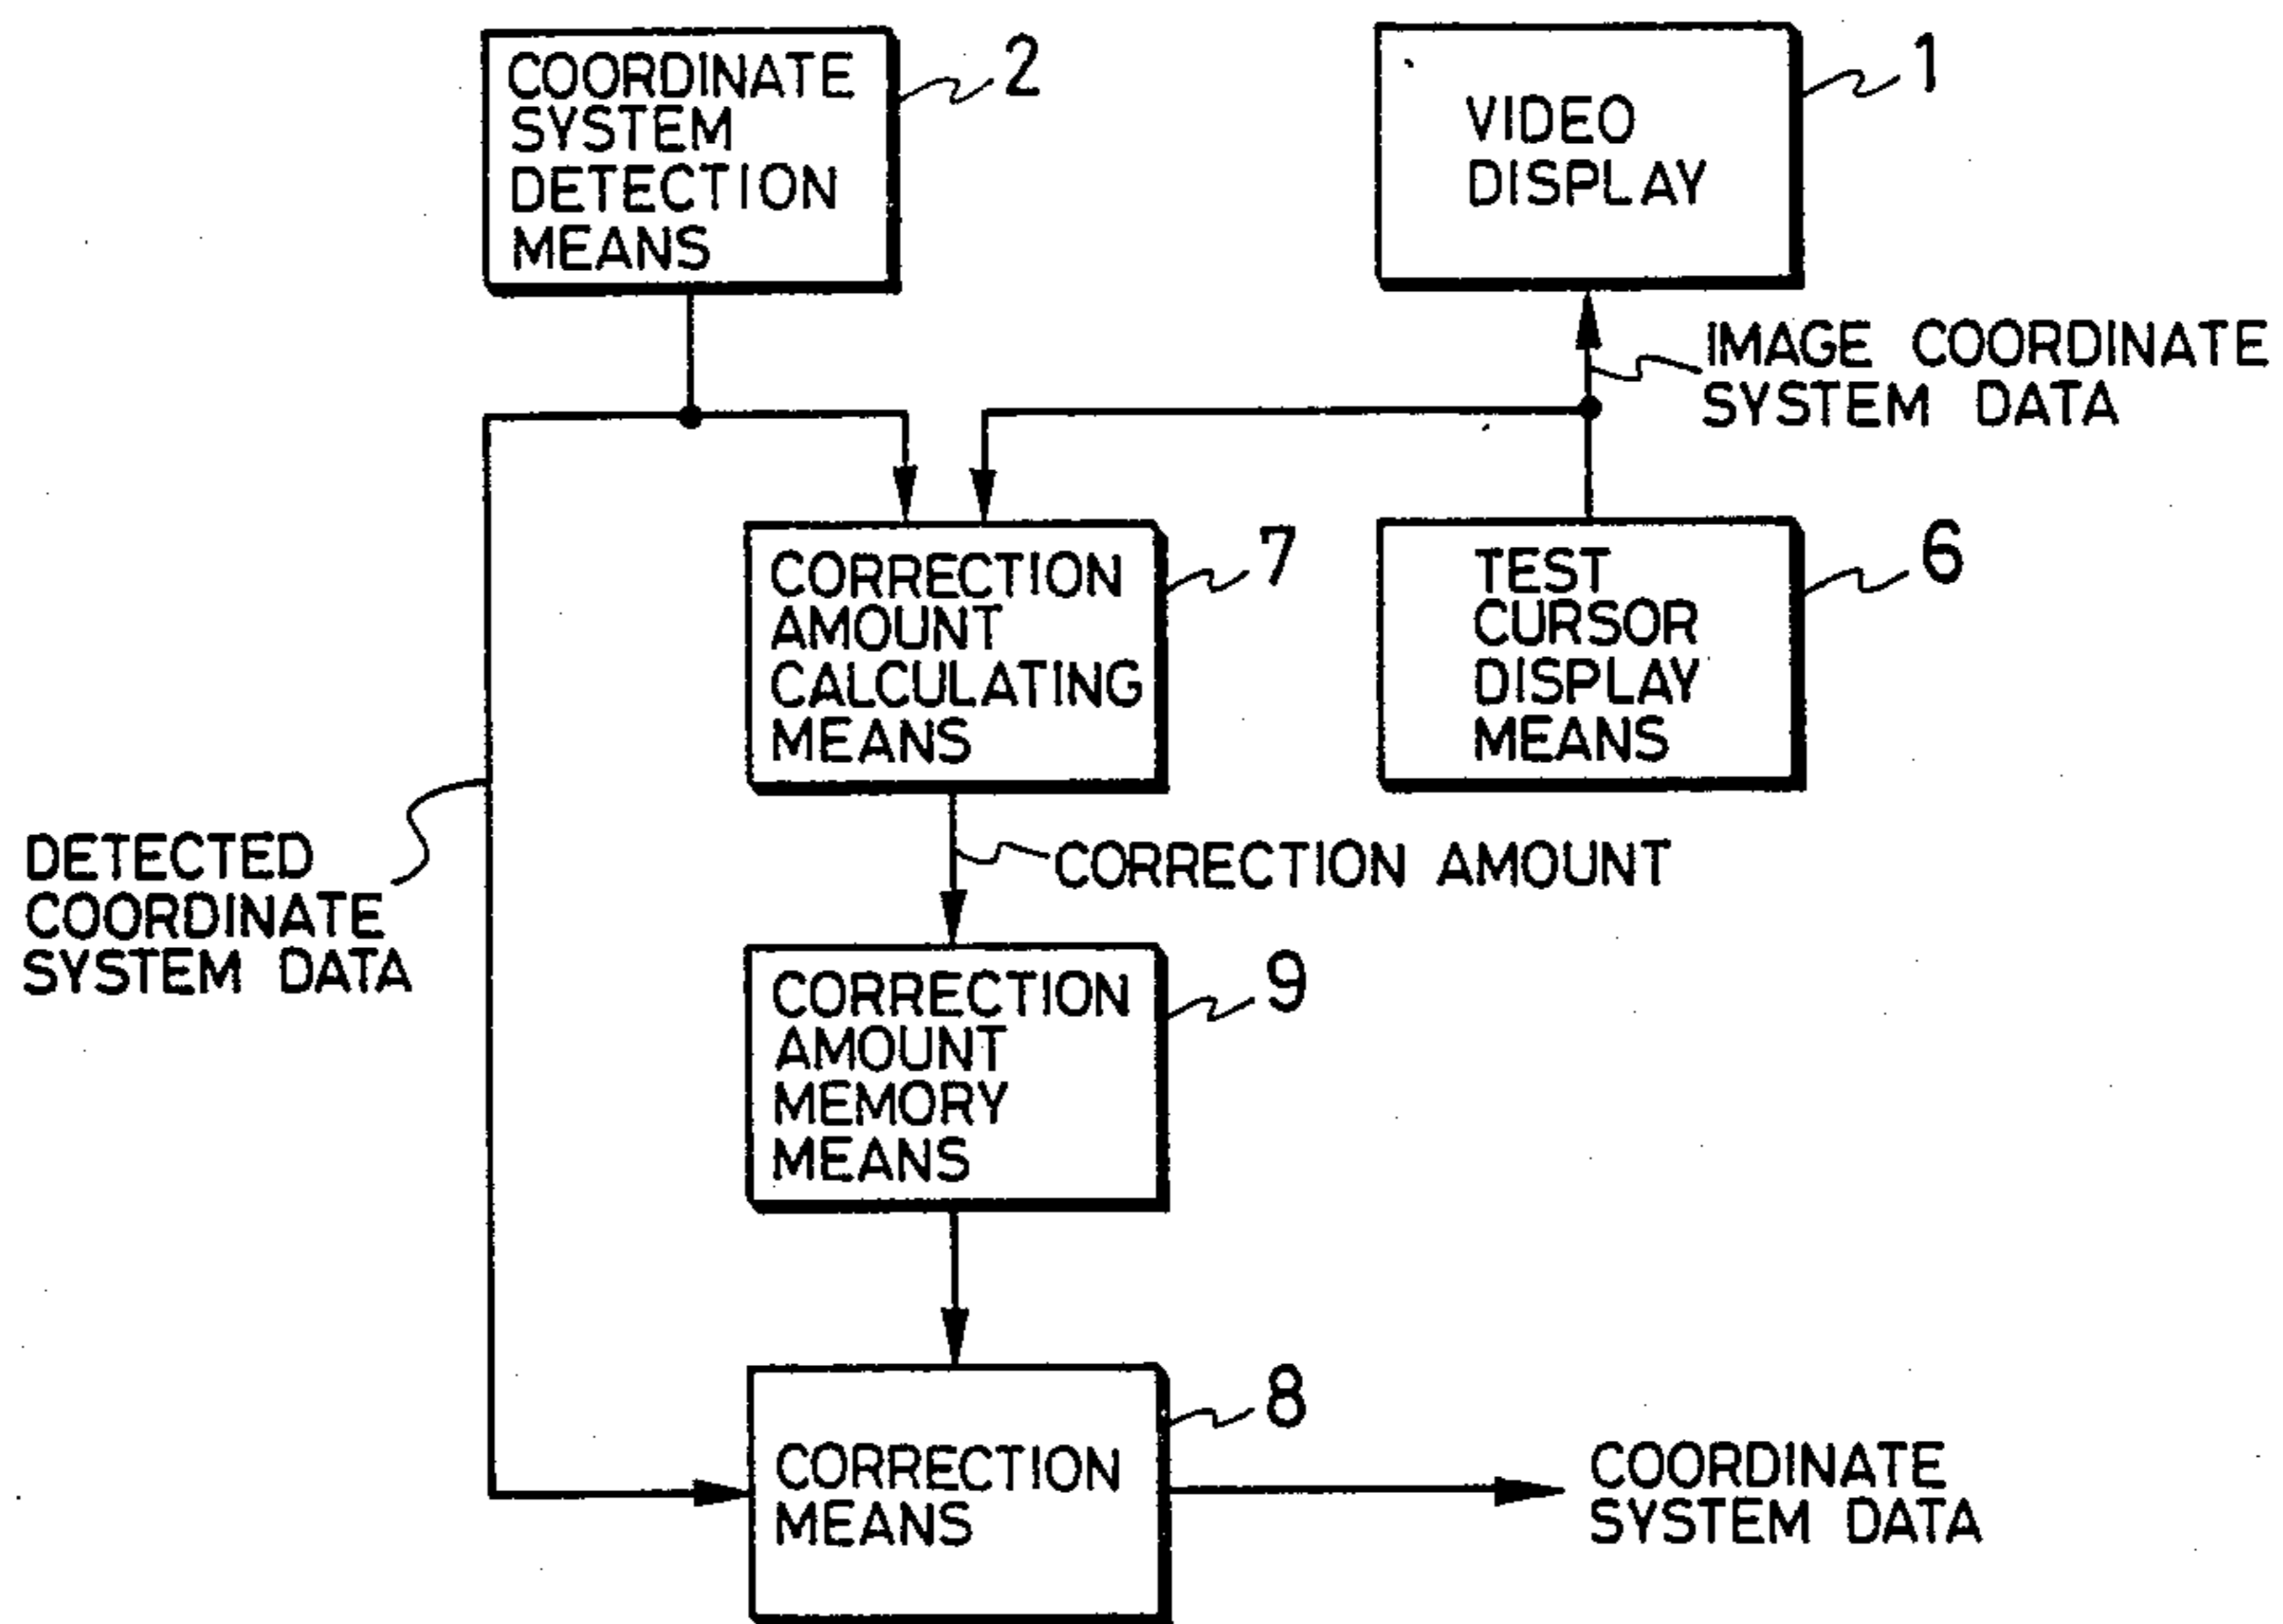 COORDINATE
SYSTEM
DETECTION
MEANS
2
VIDEO
DISPLAY
1
IMAGE COORDINATE
SYSTEM DATA
CORRECTION
AMOUNT
CALCULATING
MEANS
7
TEST
CURSOR
DISPLAY
MEANS
6
DETECTED
COORDINATE
SYSTEM DATA
CORRECTION AMOUNT
CORRECTION
AMOUNT
MEMORY
MEANS
9
CORRECTION
MEANS
8
COORDINATE
SYSTEM DATA